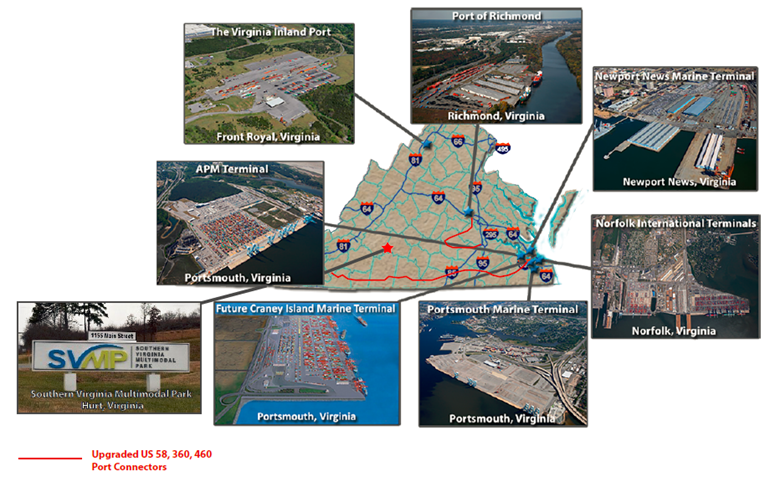 The Virginia Inland Port
Front Royal, Virginia
Port of Richmond
Richmond, Virginia
Newport News Marine Terminal
Newport News, Virginia
APM Terminal
Portsmouth, Virginia
Norfolk International Terminals
Norfolk, Virginia
66
81
495
64
95
64
81
295
64
95
85
64
1155 Main Street
SVMP
SOUTHERN
VIRGINIA
MULTIMODAL
PARK
Southern Virginia Multimodal Park
Hurt, Virginia
Future Craney Island Marine Terminal
Portsmouth, Virginia
Portsmouth Marine Terminal
Portsmouth, Virginia
Upgraded US 58, 360, 460
Port Connectors